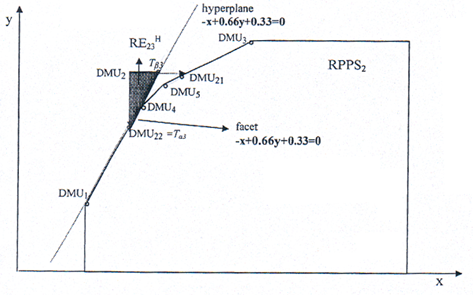 y
hyperplane
-x+0.66y+0.33=0
DMU3
RE23H
Tβ3
DMU2
DMU21
RPPS2
DMU5
DMU4
facet
DMU22 =Tα3
-x+0.66y+0.33=0
DMU1
x